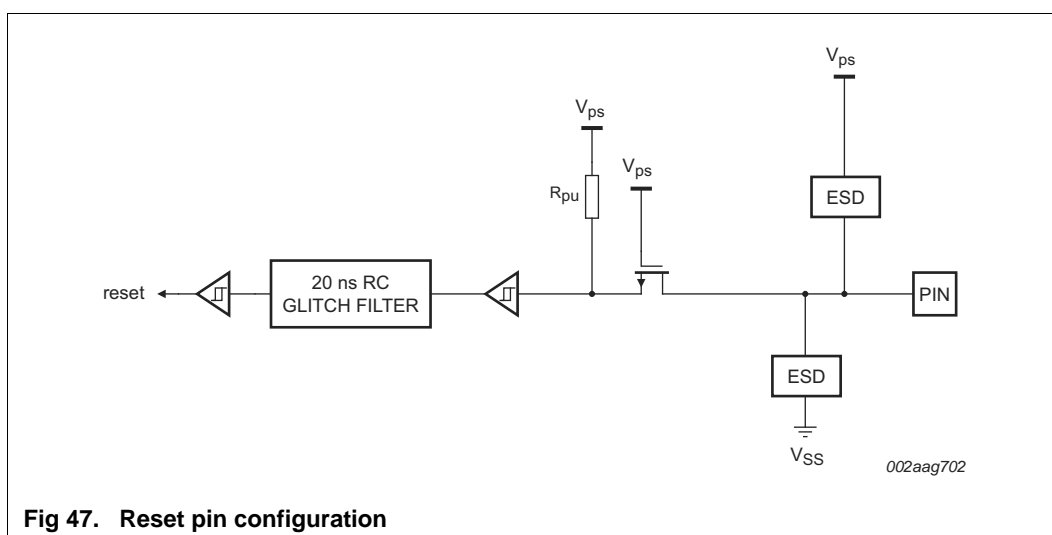 Vps
Vps
Vps
Rpu
ESD
reset
20 ns RC
GLITCH FILTER
PIN
ESD
VSS
002aag702
Fig 47. Reset pin configuration